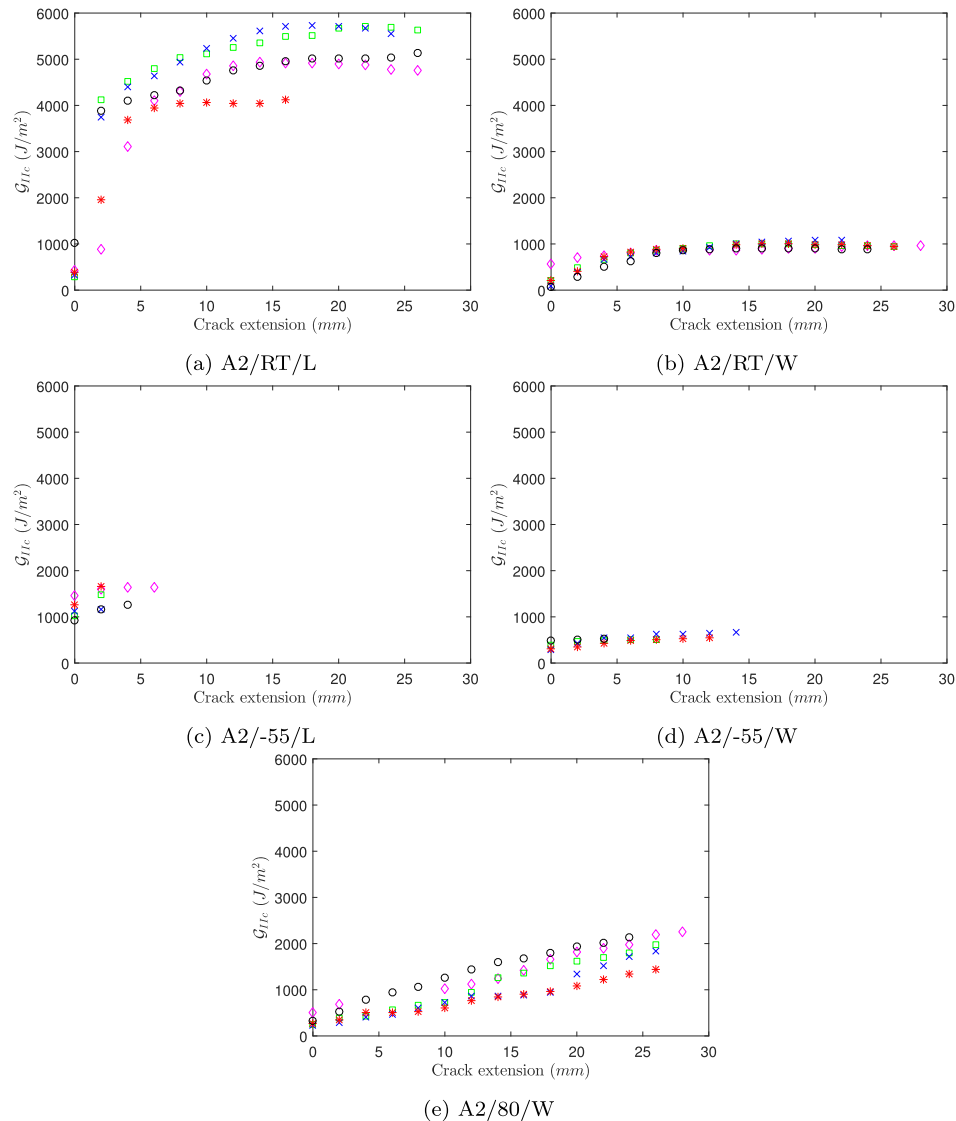 6000
5000
4000
3000
2000
1000
0
0 5 10 15 20 25 30
𝒢IIc (J/m²)
Crack extension (mm)
(a) A2/RT/L
6000
5000
4000
3000
2000
1000
0
0 5 10 15 20 25 30
𝒢IIc (J/m²)
Crack extension (mm)
(b) A2/RT/W
6000
5000
4000
3000
2000
1000
0
0 5 10 15 20 25 30
𝒢IIc (J/m²)
Crack extension (mm)
(c) A2/-55/L
6000
5000
4000
3000
2000
1000
0
0 5 10 15 20 25 30
𝒢IIc (J/m²)
Crack extension (mm)
(d) A2/-55/W
6000
5000
4000
3000
2000
1000
0
0 5 10 15 20 25 30
𝒢IIc (J/m²)
Crack extension (mm)
(e) A2/80/W